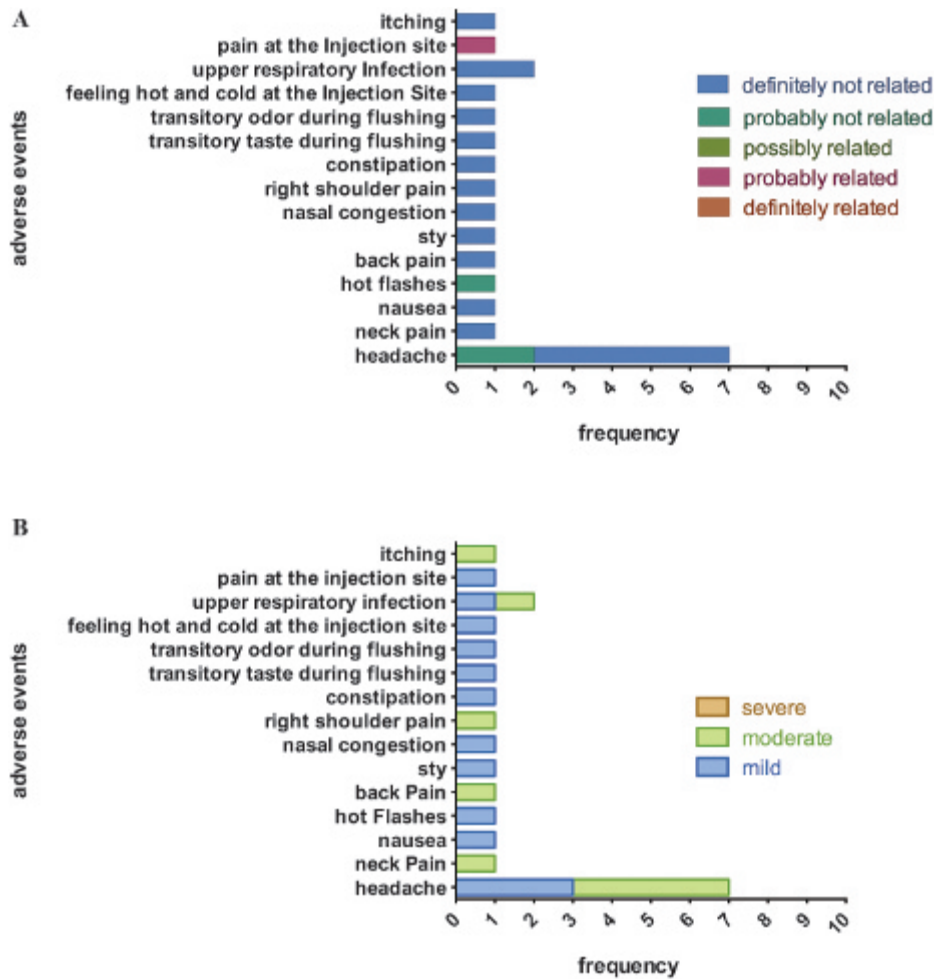 A
itching
pain at the Injection site
upper respiratory Infection
feeling hot and cold at the Injection Site
transitory odor during flushing
transitory taste during flushing
constipation
right shoulder pain
nasal congestion
sty
back pain
hot flashes
nausea
neck pain
headache
adverse events
0 1 2 3 4 5 6 7 8 9 10
frequency
definitely not related
probably not related
possibly related
probably related
definitely related
B
itching
pain at the injection site
upper respiratory infection
feeling hot and cold at the injection site
transitory odor during flushing
transitory taste during flushing
constipation
right shoulder pain
nasal congestion
sty
back Pain
hot Flashes
nausea
neck Pain
headache
adverse events
0 1 2 3 4 5 6 7 8 9 10
frequency
severe
moderate
mild